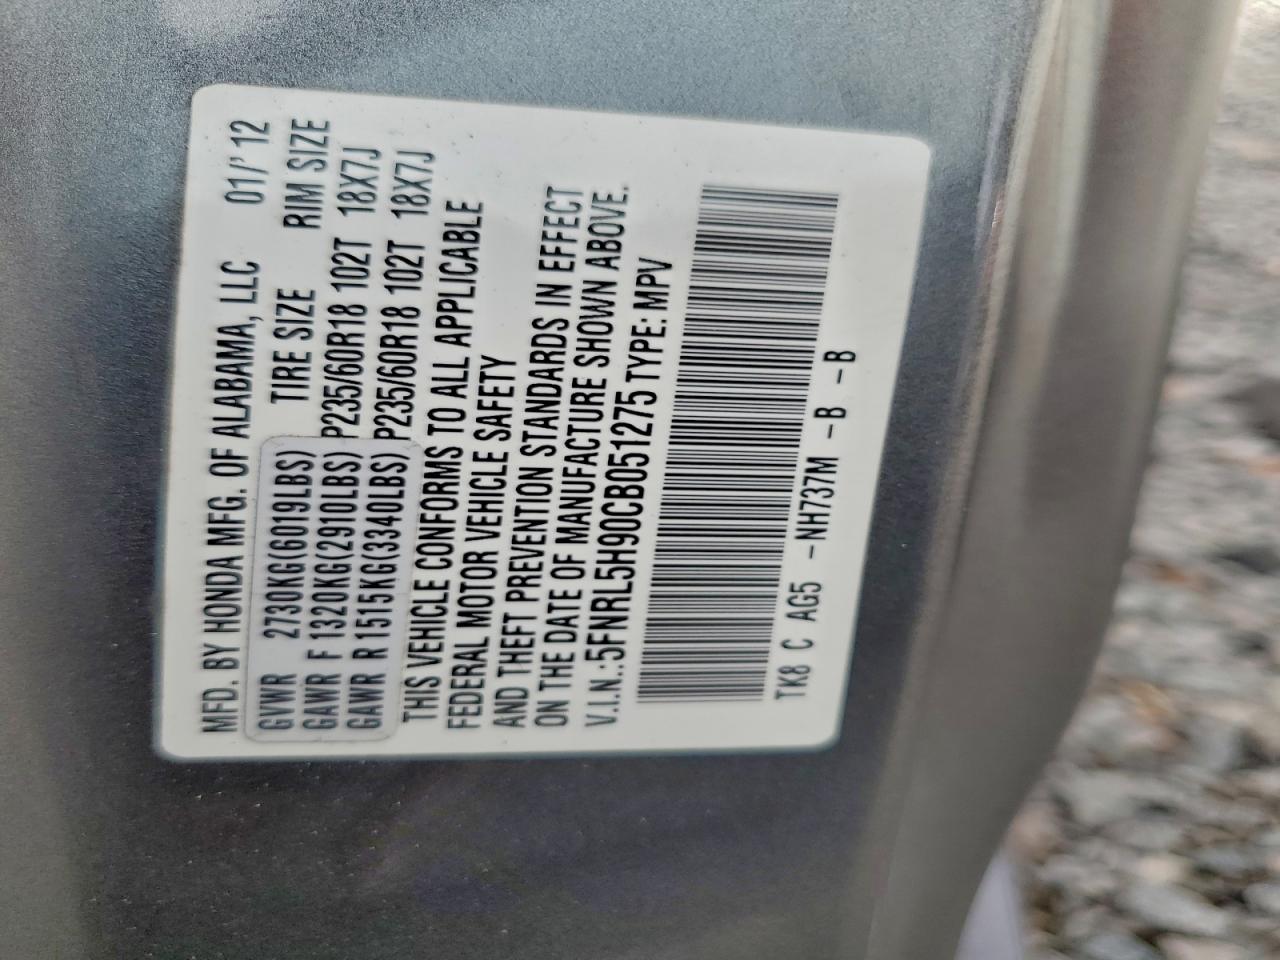 MFD. BY HONDA MFG. OF ALABAMA, LLC 01/' 12
GVWR 2730KG(6019LBS) TIRE SIZE RIM SIZE
GAWR F 1320KG(2910LBS) P235/60R18 102T 18X7J
GAWR R 1515KG(3340LBS) P235/60R18 102T 18X7J
THIS VEHICLE CONFORMS TO ALL APPLICABLE
FEDERAL MOTOR VEHICLE SAFETY
AND THEFT PREVENTION STANDARDS IN EFFECT
ON THE DATE OF MANUFACTURE SHOWN ABOVE.
V.I.N.:5FNRL5H90CB051275 TYPE: MPV
TK8 C AG5 -NH737M -B -B